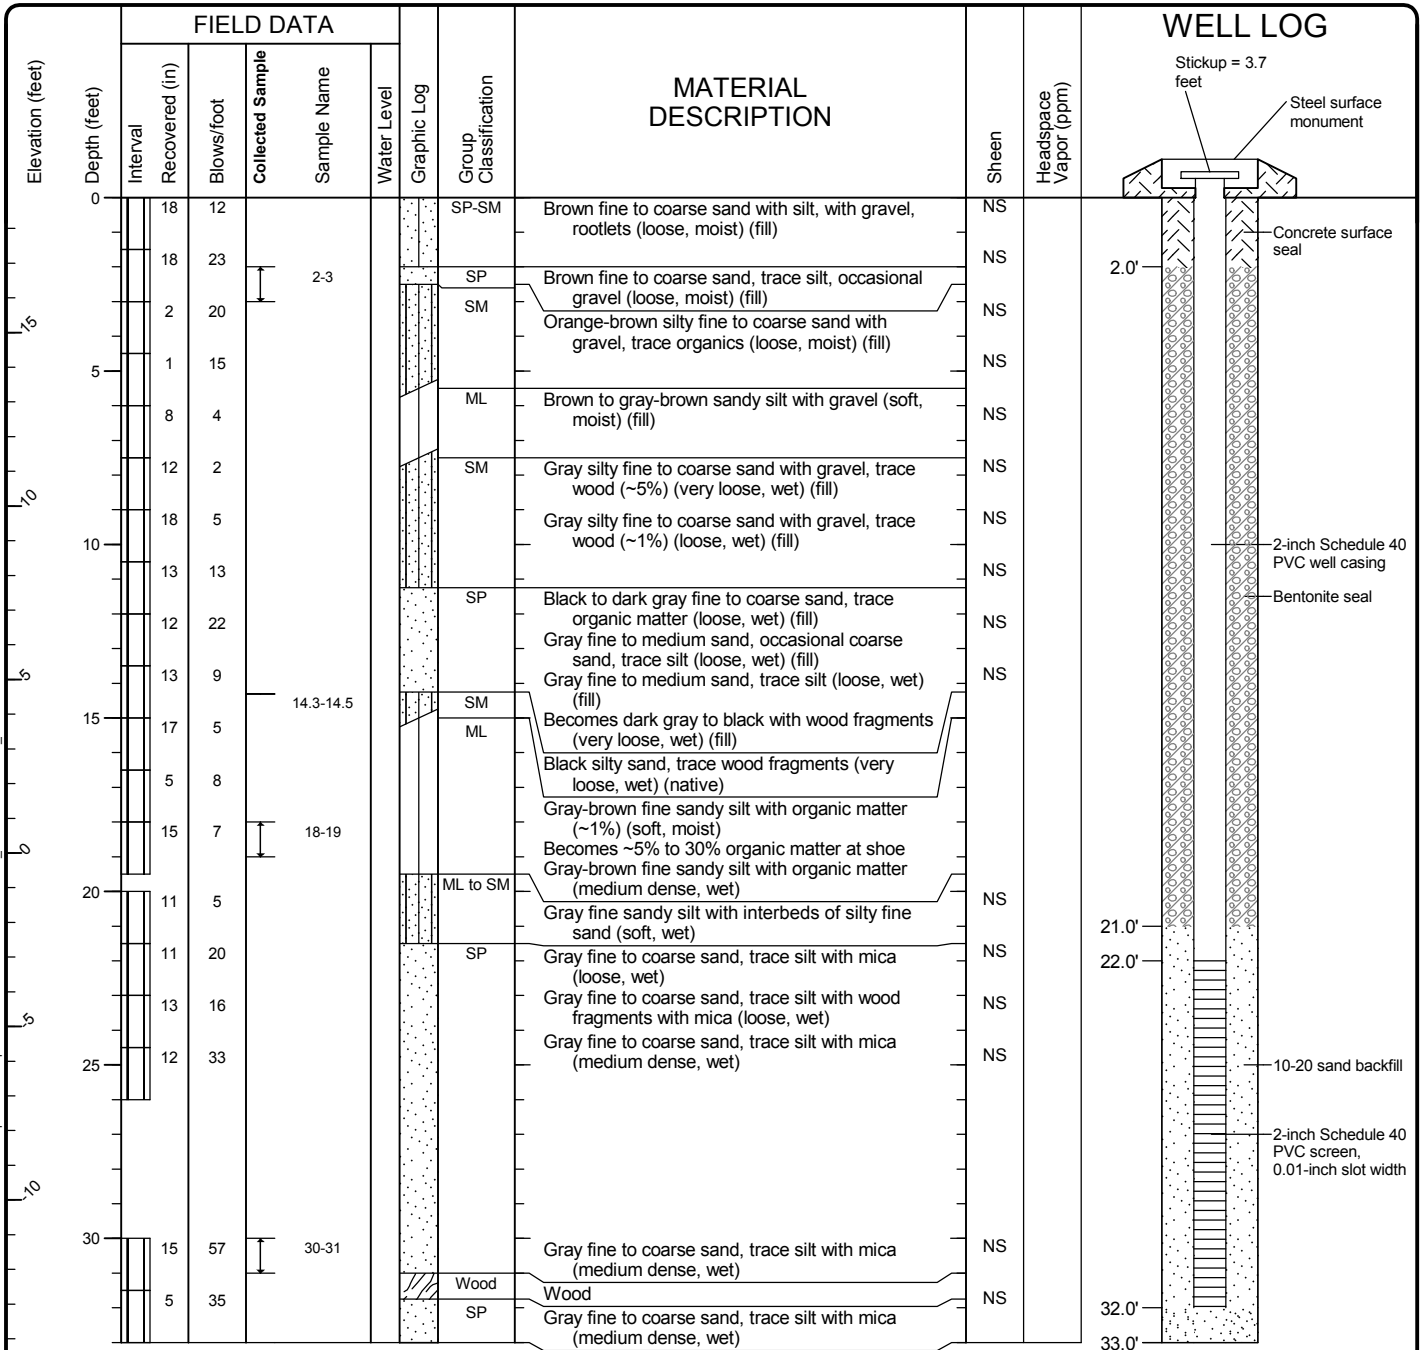 FIELD DATA
WELL LOG
Elevation (feet)
Depth (feet)
Interval
Recovered (in)
Blows/foot
Collected Sample
Sample Name
Water Level
Graphic Log
Group
Classification
MATERIAL
DESCRIPTION
Sheen
Headspace
Vapor (ppm)
Stickup = 3.7
feet
Steel surface
monument
0
18 12 SP-SM Brown fine to coarse sand with silt, with gravel, NS
rootlets (loose, moist) (fill)
Concrete surface
seal
18 23 NS
2.0'
2-3 SP Brown fine to coarse sand, trace silt, occasional
gravel (loose, moist) (fill)
2 20 SM NS
15
Orange-brown silty fine to coarse sand with
gravel, trace organics (loose, moist) (fill)
1 15 NS
5
ML Brown to gray-brown sandy silt with gravel (soft,
moist) (fill)
8 4 NS
12 2 SM Gray silty fine to coarse sand with gravel, trace NS
wood (~5%) (very loose, wet) (fill)
10
18 5 Gray silty fine to coarse sand with gravel, trace NS
wood (~1%) (loose, wet) (fill)
10
2-inch Schedule 40
PVC well casing
13 13 NS
SP Black to dark gray fine to coarse sand, trace
organic matter (loose, wet) (fill)
Bentonite seal
12 22 NS
Gray fine to medium sand, occasional coarse
sand, trace silt (loose, wet) (fill)
13 9 NS
5
Gray fine to medium sand, trace silt (loose, wet)
(fill)
14.3-14.5 SM
15
17 5 ML Becomes dark gray to black with wood fragments
(very loose, wet) (fill)
5 8 Black silty sand, trace wood fragments (very
loose, wet) (native)
Gray-brown fine sandy silt with organic matter
(~1%) (soft, moist)
15 7 18-19
0
Becomes ~5% to 30% organic matter at shoe
Gray-brown fine sandy silt with organic matter
(medium dense, wet)
20
11 5 ML to SM NS
Gray fine sandy silt with interbeds of silty fine
sand (soft, wet)
21.0'
11 20 SP Gray fine to coarse sand, trace silt with mica NS
(loose, wet)
22.0'
13 16 Gray fine to coarse sand, trace silt with wood NS
fragments with mica (loose, wet)
-5
12 33 Gray fine to coarse sand, trace silt with mica NS
(medium dense, wet)
25
10-20 sand backfill
2-inch Schedule 40
PVC screen,
0.01-inch slot width
-10
30
15 57 30-31 Gray fine to coarse sand, trace silt with mica NS
(medium dense, wet)
Wood Wood
5 35 NS
32.0'
SP Gray fine to coarse sand, trace silt with mica
(medium dense, wet)
33.0'